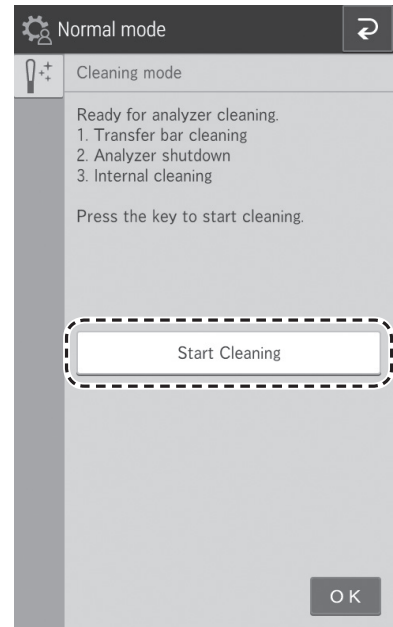 Normal mode
Cleaning mode
Ready for analyzer cleaning.
1. Transfer bar cleaning
2. Analyzer shutdown
3. Internal cleaning
Press the key to start cleaning.
Start Cleaning
OK